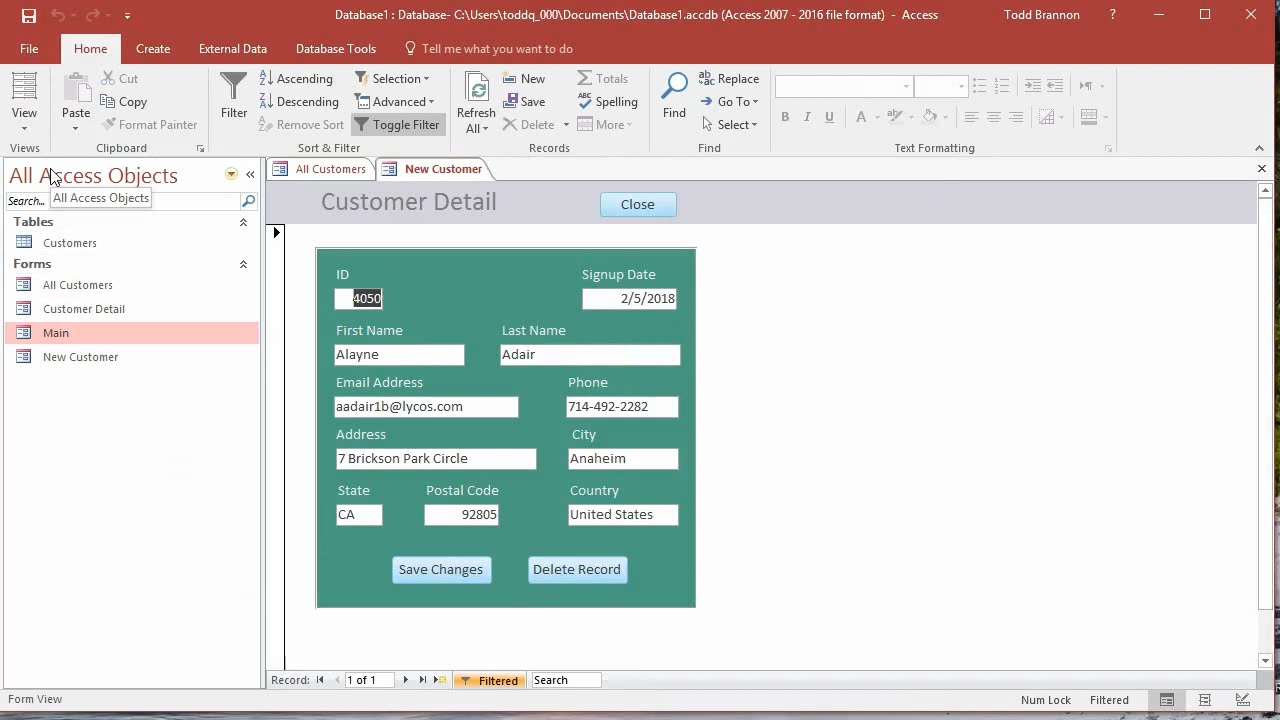 Database1 : Database- C:\Users\toddq_000\Documents\Database1.accdb (Access 2007 - 2016 file format) - Access
Todd Brannon
?
File
Home
Create
External Data
Database Tools
Tell me what you want to do
View
Views
Paste
Cut
Copy
Format Painter
Clipboard
Filter
Ascending
Descending
Remove Sort
Selection
Advanced
Toggle Filter
Sort & Filter
Refresh
All
New
Save
Delete
Totals
Spelling
More
Records
Find
Replace
Go To
Select
Find
B I U A
Text Formatting
All Access Objects
All Access Objects
Search...
Tables
Customers
Forms
All Customers
Customer Detail
Main
New Customer
All Customers
New Customer
Customer Detail
Close
ID
Signup Date
4050
2/5/2018
First Name
Last Name
Alayne
Adair
Email Address
Phone
aadair1b@lycos.com
714-492-2282
Address
City
7 Brickson Park Circle
Anaheim
State
Postal Code
Country
CA
92805
United States
Save Changes
Delete Record
Record:
1 of 1
Filtered
Search
Form View
Num Lock
Filtered